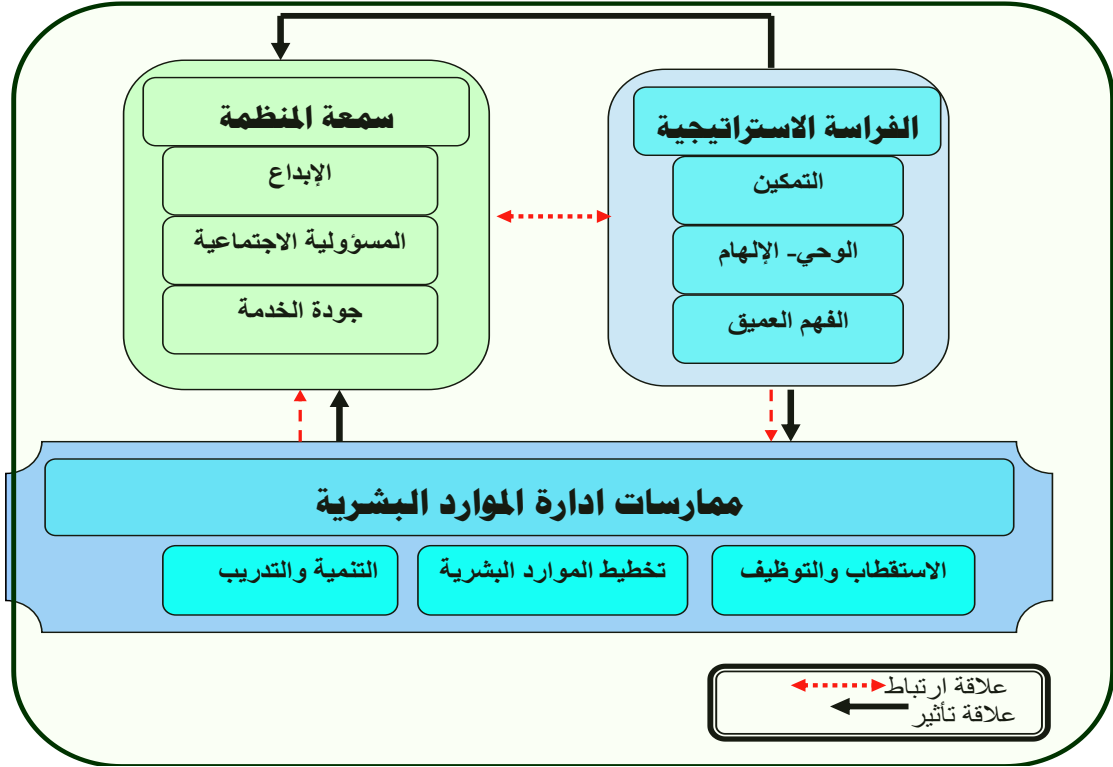 الفراسة الاستراتيجية
التمكين
الوحي- الإلهام
الفهم العميق
سمعة المنظمة
الإبداع
المسؤولية الاجتماعية
جودة الخدمة
ممارسات ادارة الموارد البشرية
الاستقطاب والتوظيف
تخطيط الموارد البشرية
التنمية والتدريب
علاقة ارتباط
علاقة تأثير